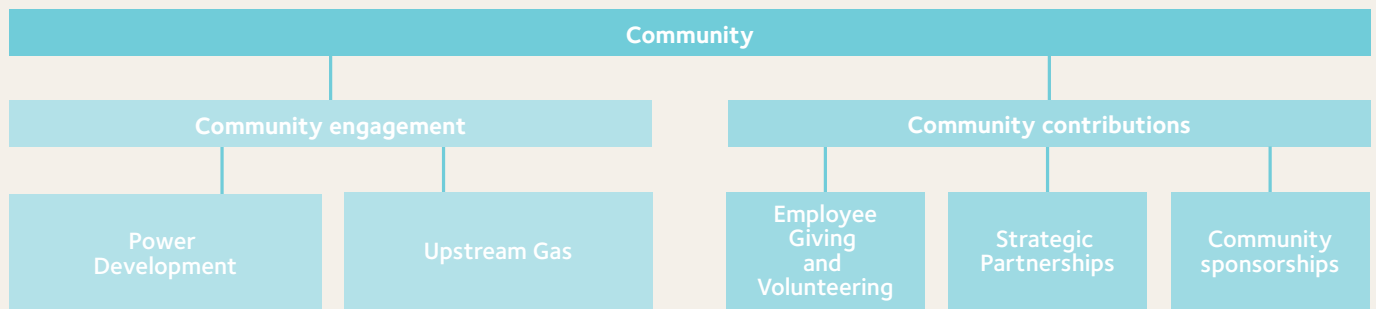 Community
Community engagement
Community contributions
Power
Development
Upstream Gas
Employee
Giving
and
Volunteering
Strategic
Partnerships
Community
sponsorships